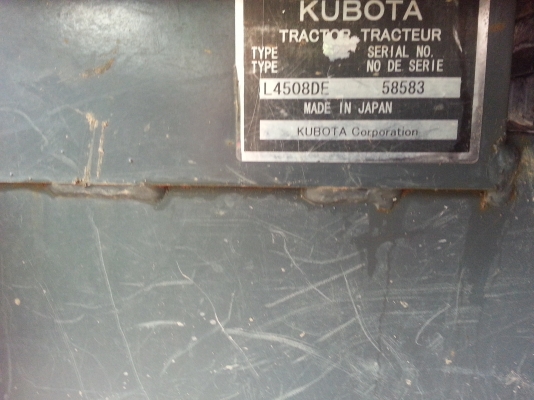 KUBOTA
TRACTOR TRACTEUR
TYPE SERIAL NO.
TYPE NO DE SERIE
L4508DE 58583
MADE IN JAPAN
KUBOTA Corporation